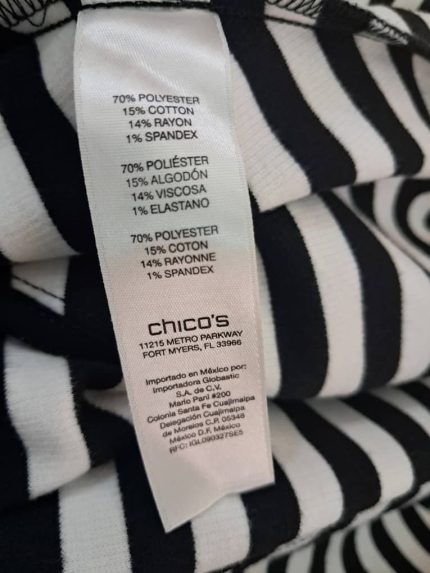 70% POLYESTER
15% COTTON
14% RAYON
1% SPANDEX
70% POLIÉSTER
15% ALGODÓN
14% VISCOSA
1% ELASTANO
70% POLYESTER
15% COTON
14% RAYONNE
1% SPANDEX
chico's
11215 METRO PARKWAY
FORT MYERS, FL 33966
Importado en México por:
Importadora Globastic
S.A. de C.V.
Mario Pani #200
Colonia Santa Fe Cuajimalpa
Delegación Cuajimalpa
de Morelos C.P. 05348
México D.F. México
RFC: IGL090327SE5